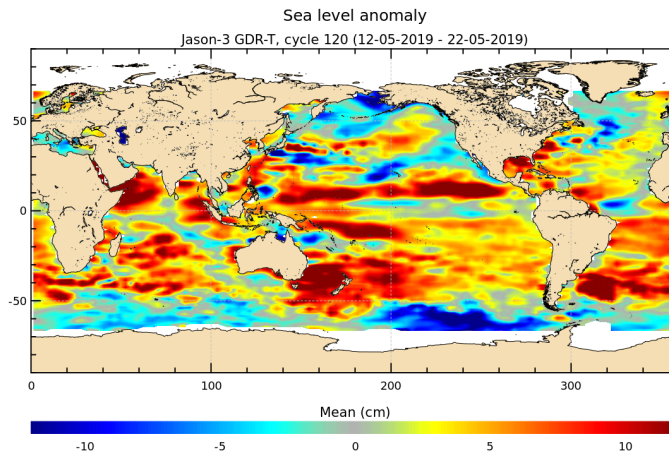 Sea level anomaly
Jason-3 GDR-T, cycle 120 (12-05-2019 - 22-05-2019)
50
0
-50
0 100 200 300
Mean (cm)
-10 -5 0 5 10